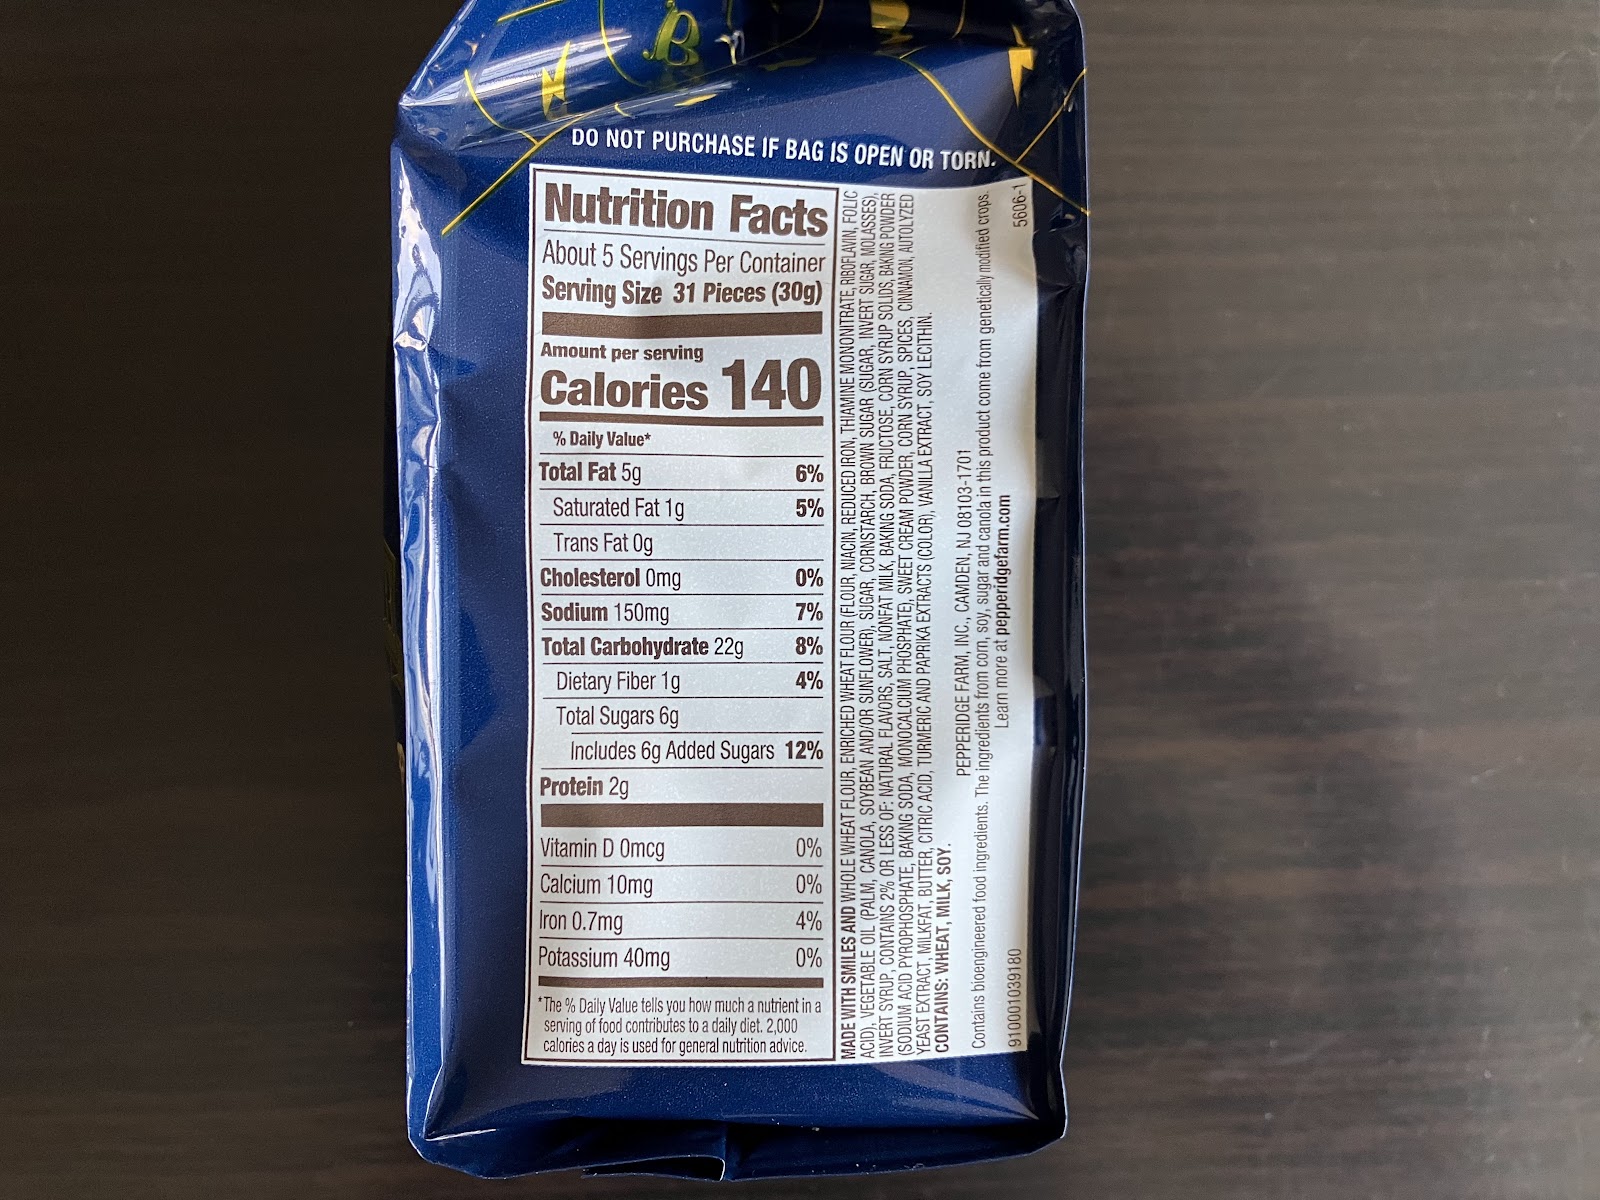 B
DO NOT PURCHASE IF BAG IS OPEN OR TORN.
Nutrition Facts
About 5 Servings Per Container
Serving Size 31 Pieces (30g)
Amount per serving
Calories 140
% Daily Value*
Total Fat 5g 6%
Saturated Fat 1g 5%
Trans Fat 0g
Cholesterol 0mg 0%
Sodium 150mg 7%
Total Carbohydrate 22g 8%
Dietary Fiber 1g 4%
Total Sugars 6g
Includes 6g Added Sugars 12%
Protein 2g
Vitamin D 0mcg 0%
Calcium 10mg 0%
Iron 0.7mg 4%
Potassium 40mg 0%
*The % Daily Value tells you how much a nutrient in a
serving of food contributes to a daily diet. 2,000
calories a day is used for general nutrition advice.
MADE WITH SMILES AND WHOLE WHEAT FLOUR, ENRICHED WHEAT FLOUR (FLOUR, NIACIN, REDUCED IRON, THIAMINE MONONITRATE, RIBOFLAVIN, FOLIC
ACID), VEGETABLE OIL (PALM, CANOLA, SOYBEAN AND/OR SUNFLOWER), SUGAR, CORNSTARCH, BROWN SUGAR (SUGAR, INVERT SUGAR, MOLASSES),
INVERT SYRUP, CONTAINS 2% OR LESS OF: NATURAL FLAVORS, SALT, NONFAT MILK, BAKING SODA, FRUCTOSE, CORN SYRUP SOLIDS, BAKING POWDER
(SODIUM ACID PYROPHOSPHATE, BAKING SODA, MONOCALCIUM PHOSPHATE), SWEET CREAM POWDER, CORN SYRUP, SPICES, CINNAMON, AUTOLYZED
YEAST EXTRACT, MILKFAT, BUTTER, CITRIC ACID, TURMERIC AND PAPRIKA EXTRACTS (COLOR), VANILLA EXTRACT, SOY LECITHIN.
CONTAINS: WHEAT, MILK, SOY.
PEPPERIDGE FARM, INC., CAMDEN, NJ 08103-1701
Contains bioengineered food ingredients. The ingredients from corn, soy, sugar and canola in this product come from genetically modified crops.
Learn more at pepperidgefarm.com
910001039180 5606-1